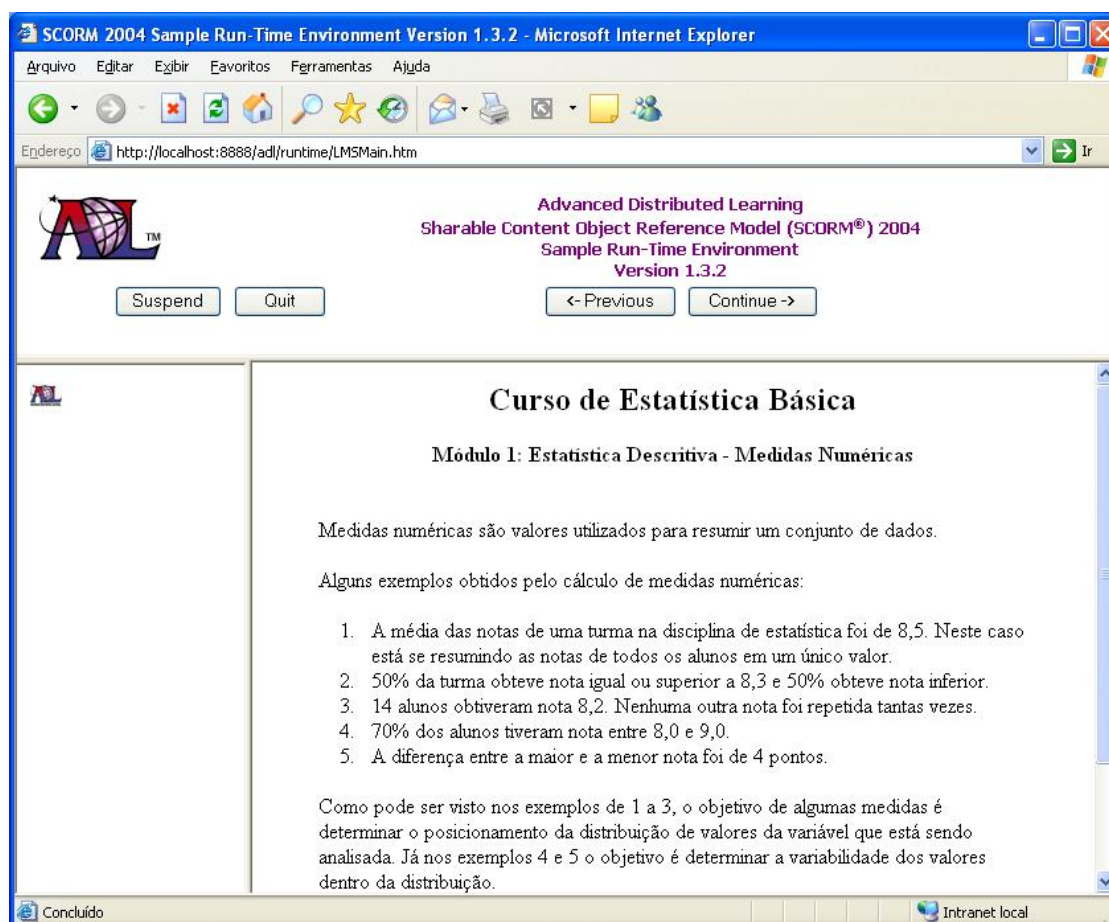 SCORM 2004 Sample Run-Time Environment Version 1.3.2 - Microsoft Internet Explorer
Arquivo Editar Exibir Favoritos Ferramentas Ajuda
Endereço http://localhost:8888/adl/runtime/LMSMain.htm Ir
ADL TM
Advanced Distributed Learning
Sharable Content Object Reference Model (SCORM®) 2004
Sample Run-Time Environment
Version 1.3.2
Suspend Quit <- Previous Continue ->
ADL
Curso de Estatística Básica
Módulo 1: Estatística Descritiva - Medidas Numéricas
Medidas numéricas são valores utilizados para resumir um conjunto de dados.
Alguns exemplos obtidos pelo cálculo de medidas numéricas:
1. A média das notas de uma turma na disciplina de estatística foi de 8,5. Neste caso
está se resumindo as notas de todos os alunos em um único valor.
2. 50% da turma obteve nota igual ou superior a 8,3 e 50% obteve nota inferior.
3. 14 alunos obtiveram nota 8,2. Nenhuma outra nota foi repetida tantas vezes.
4. 70% dos alunos tiveram nota entre 8,0 e 9,0.
5. A diferença entre a maior e a menor nota foi de 4 pontos.
Como pode ser visto nos exemplos de 1 a 3, o objetivo de algumas medidas é
determinar o posicionamento da distribuição de valores da variável que está sendo
analisada. Já nos exemplos 4 e 5 o objetivo é determinar a variabilidade dos valores
dentro da distribuição.
Concluído Intranet local